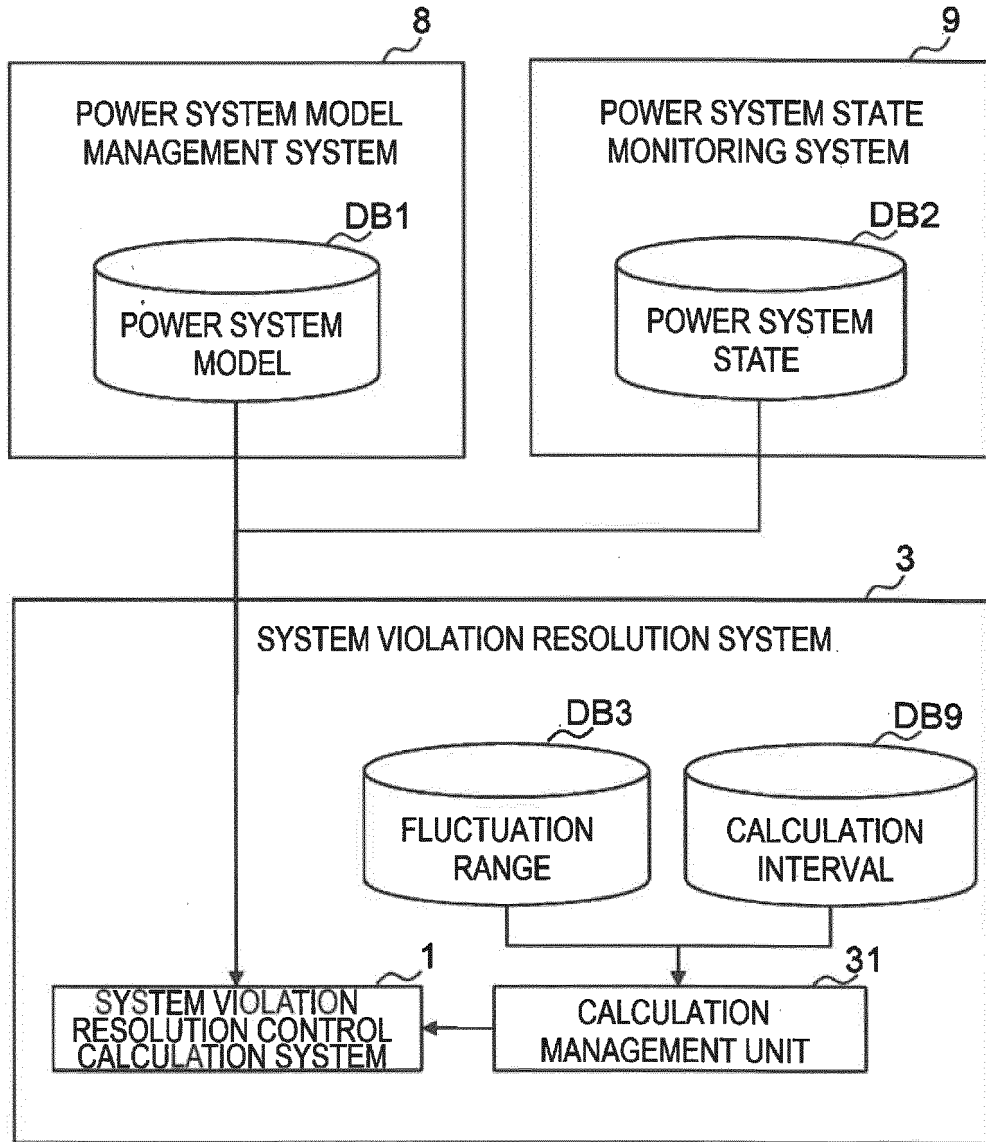 8
POWER SYSTEM MODEL
MANAGEMENT SYSTEM
DB1
POWER SYSTEM
MODEL
9
POWER SYSTEM STATE
MONITORING SYSTEM
DB2
POWER SYSTEM
STATE
3
SYSTEM VIOLATION RESOLUTION SYSTEM
DB3
FLUCTUATION
RANGE
DB9
CALCULATION
INTERVAL
1
SYSTEM VIOLATION
RESOLUTION CONTROL
CALCULATION SYSTEM
31
CALCULATION
MANAGEMENT UNIT